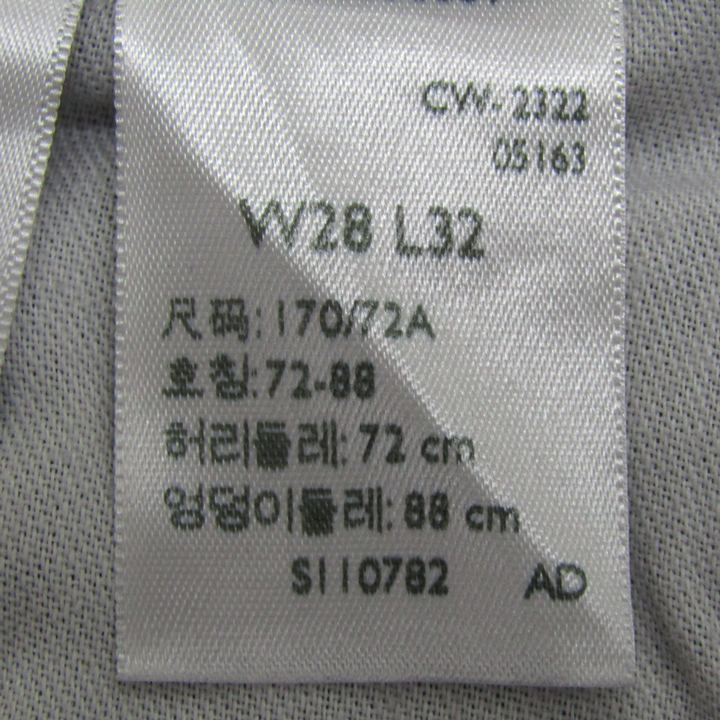 CW-2322
05163
W28 L32
尺码: 170/72A
호칭:72-88
허리둘레: 72 cm
엉덩이둘레: 88 cm
S110782 AD